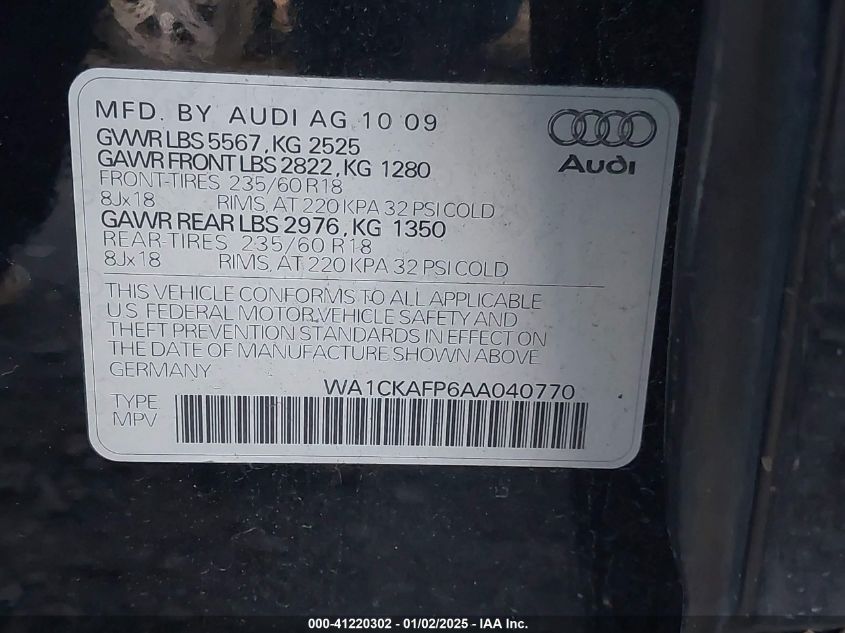 MFD. BY AUDI AG 10 09
GVWR LBS 5567, KG 2525
GAWR FRONT LBS 2822, KG 1280
FRONT-TIRES 235/60 R18
8Jx18 RIMS, AT 220 KPA 32 PSI COLD
GAWR REAR LBS 2976, KG 1350
REAR-TIRES 235/60 R18
8Jx18 RIMS, AT 220 KPA 32 PSI COLD
Audi
THIS VEHICLE CONFORMS TO ALL APPLICABLE
U.S. FEDERAL MOTOR VEHICLE SAFETY AND
THEFT PREVENTION STANDARDS IN EFFECT ON
THE DATE OF MANUFACTURE SHOWN ABOVE
GERMANY
WA1CKAFP6AA040770
TYPE
MPV
000-41220302 - 01/02/2025 - IAA Inc.